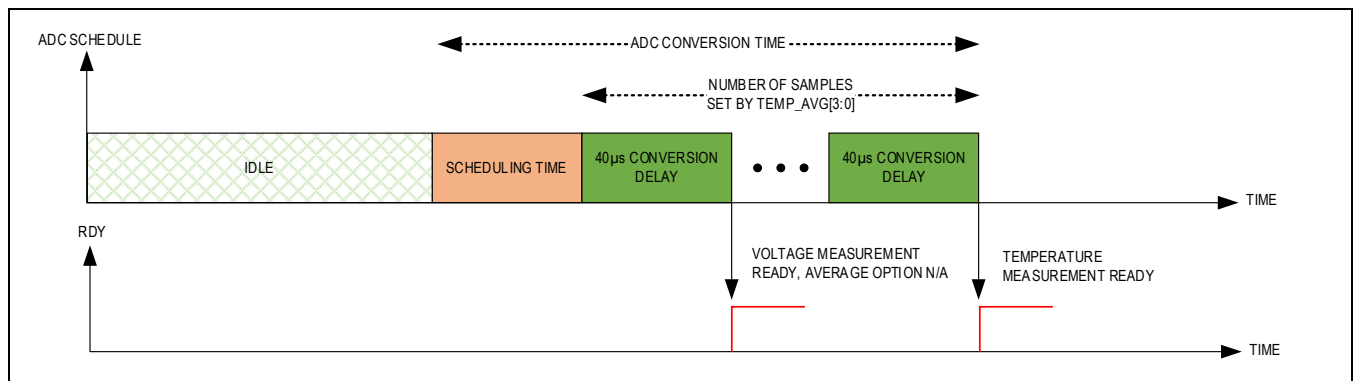 ADC SCHEDULE
ADC CONVERSION TIME
NUMBER OF SAMPLES
SET BY TEMP_AVG[3:0]
IDLE
SCHEDULING TIME
40µs CONVERSION
DELAY
40µs CONVERSION
DELAY
TIME
RDY
VOLTAGE MEASUREMENT
READY, AVERAGE OPTION N/A
TEMPERATURE
MEASUREMENT READY
TIME